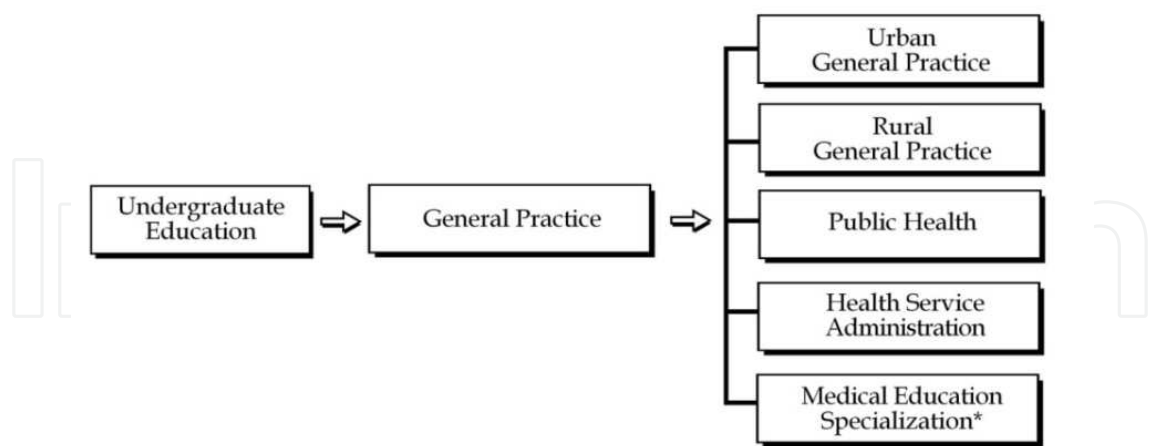 Undergraduate
Education
General Practice
Urban
General Practice
Rural
General Practice
Public Health
Health Service
Administration
Medical Education
Specialization*